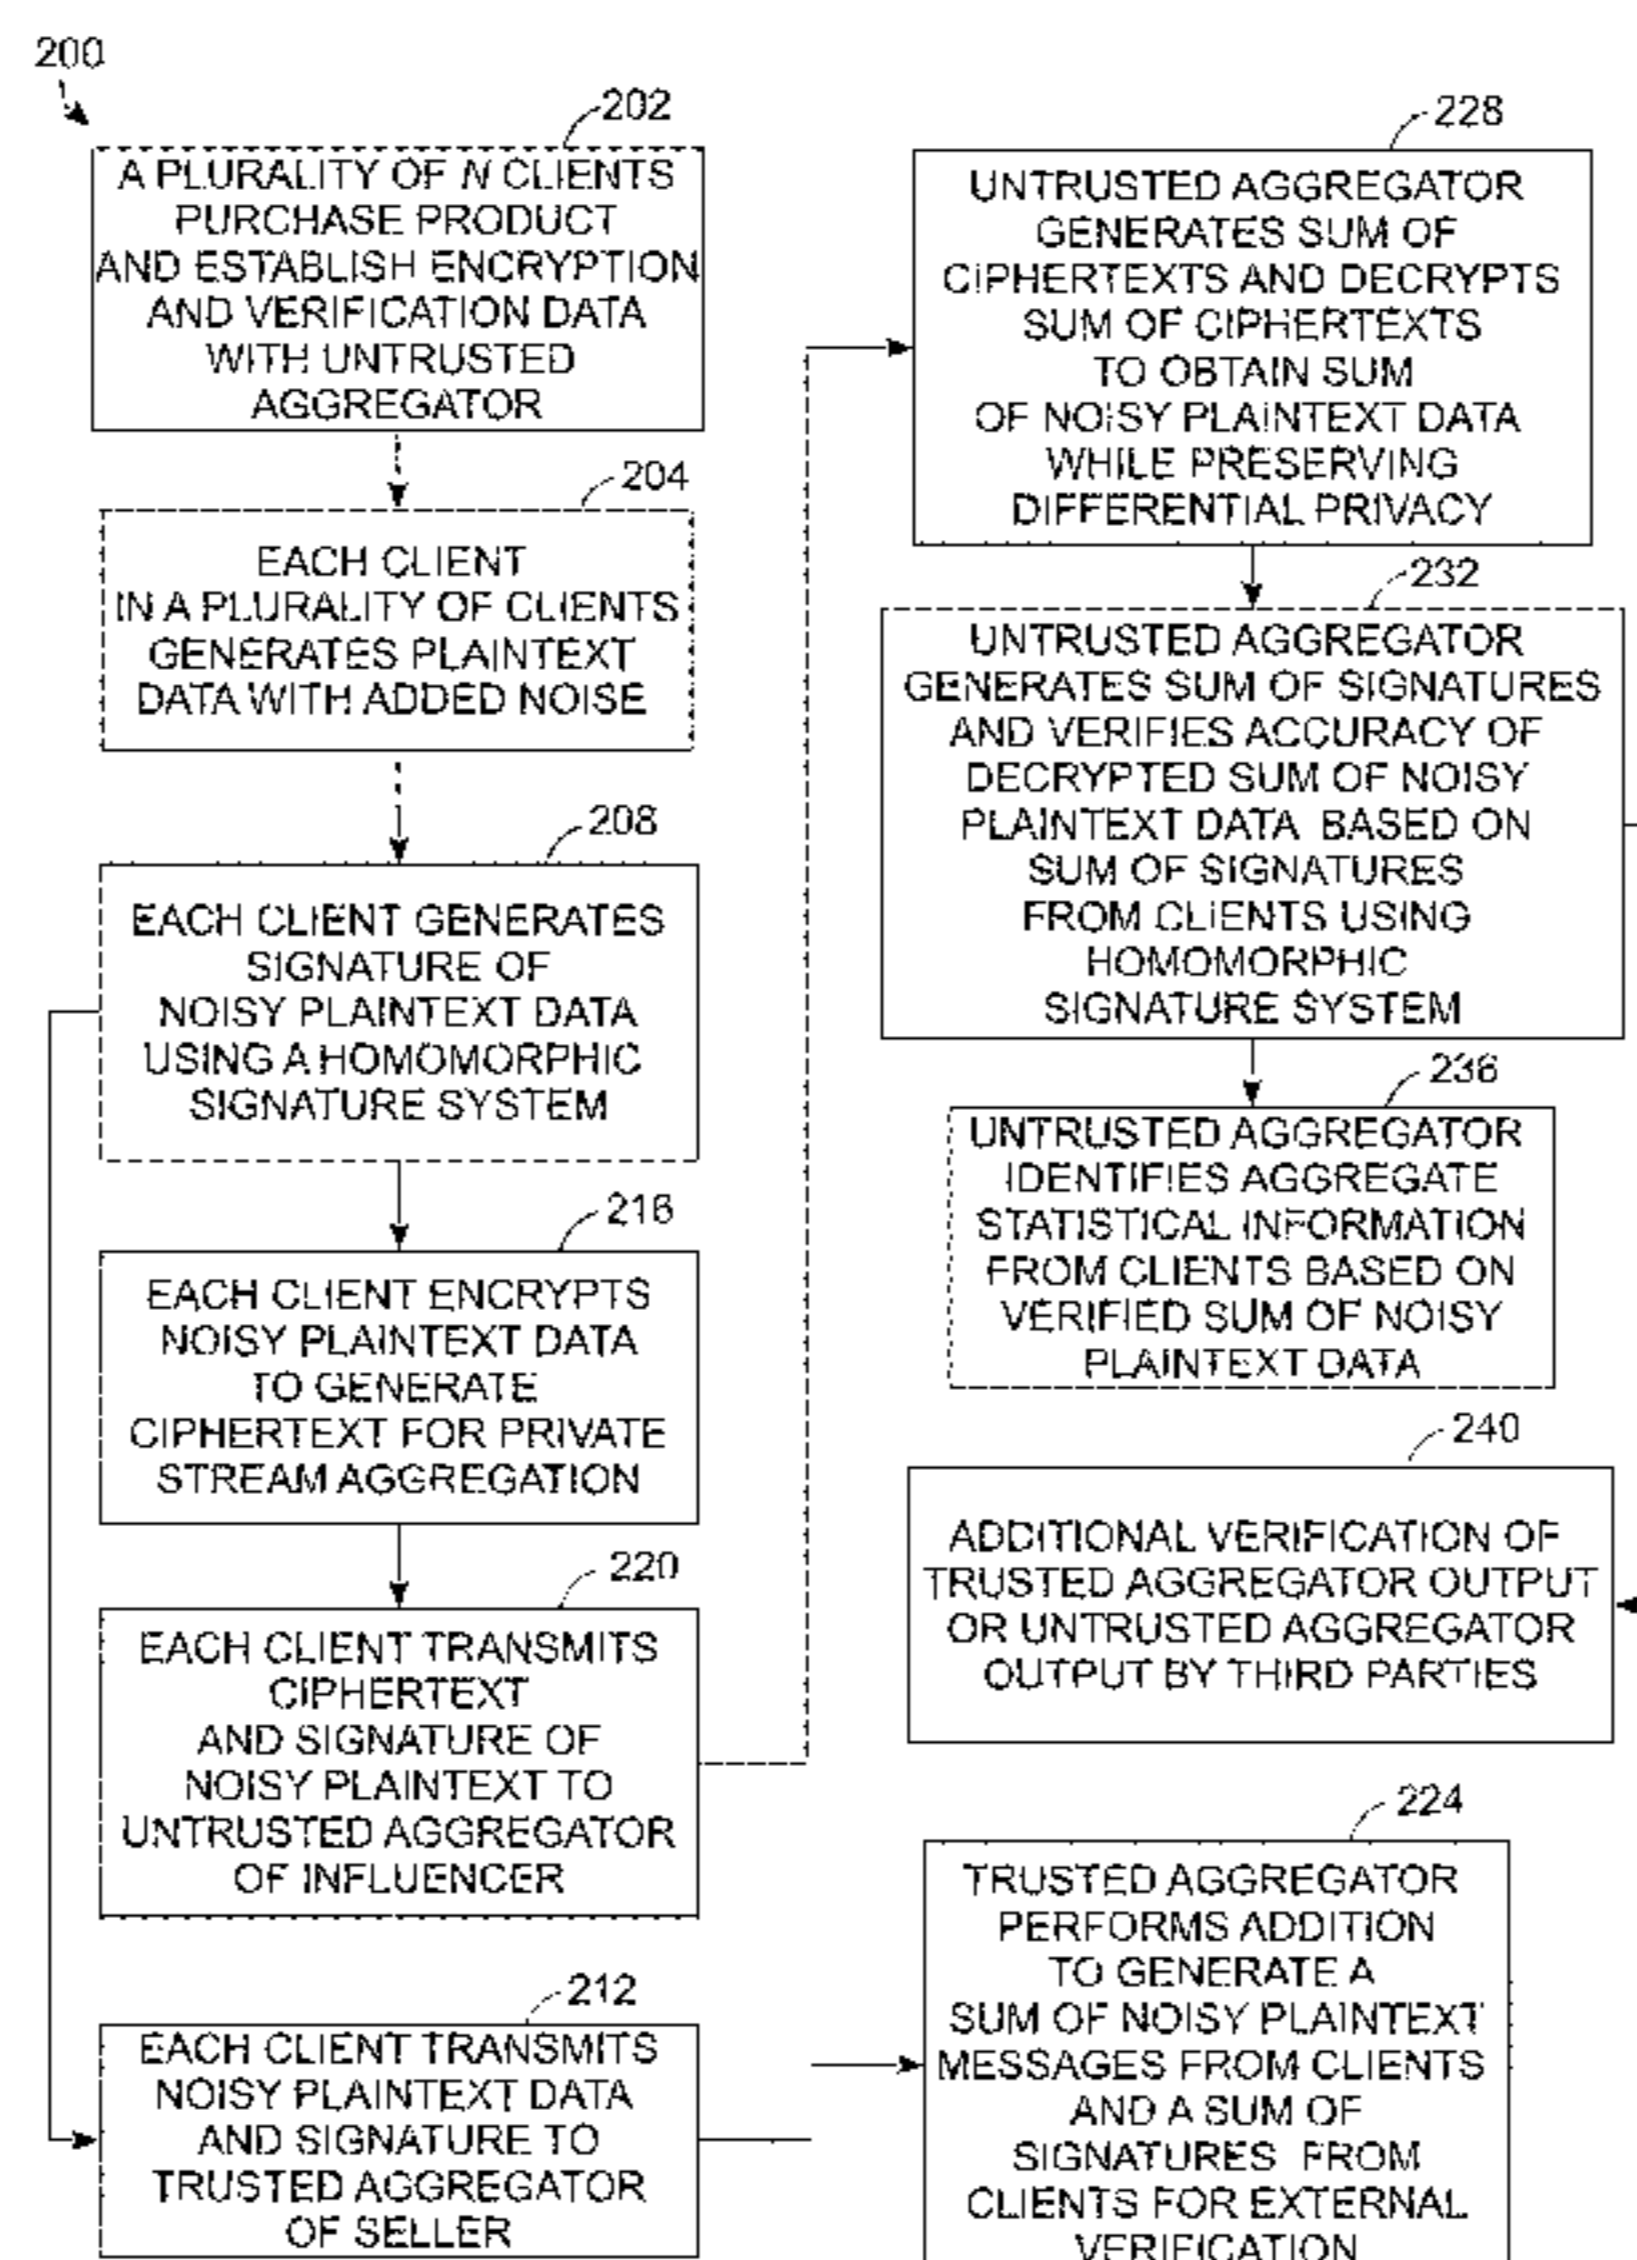 200
202
A PLURALITY OF N CLIENTS
PURCHASE PRODUCT
AND ESTABLISH ENCRYPTION
AND VERIFICATION DATA
WITH UNTRUSTED
AGGREGATOR
204
EACH CLIENT
IN A PLURALITY OF CLIENTS
GENERATES PLAINTEXT
DATA WITH ADDED NOISE
208
EACH CLIENT GENERATES
SIGNATURE OF
NOISY PLAINTEXT DATA
USING A HOMOMORPHIC
SIGNATURE SYSTEM
216
EACH CLIENT ENCRYPTS
NOISY PLAINTEXT DATA
TO GENERATE
CIPHERTEXT FOR PRIVATE
STREAM AGGREGATION
220
EACH CLIENT TRANSMITS
CIPHERTEXT
AND SIGNATURE OF
NOISY PLAINTEXT TO
UNTRUSTED AGGREGATOR
OF INFLUENCER
212
EACH CLIENT TRANSMITS
NOISY PLAINTEXT DATA
AND SIGNATURE TO
TRUSTED AGGREGATOR
OF SELLER
228
UNTRUSTED AGGREGATOR
GENERATES SUM OF
CIPHERTEXTS AND DECRYPTS
SUM OF CIPHERTEXTS
TO OBTAIN SUM
OF NOISY PLAINTEXT DATA
WHILE PRESERVING
DIFFERENTIAL PRIVACY
232
UNTRUSTED AGGREGATOR
GENERATES SUM OF SIGNATURES
AND VERIFIES ACCURACY OF
DECRYPTED SUM OF NOISY
PLAINTEXT DATA BASED ON
SUM OF SIGNATURES
FROM CLIENTS USING
HOMOMORPHIC
SIGNATURE SYSTEM
236
UNTRUSTED AGGREGATOR
IDENTIFIES AGGREGATE
STATISTICAL INFORMATION
FROM CLIENTS BASED ON
VERIFIED SUM OF NOISY
PLAINTEXT DATA
240
ADDITIONAL VERIFICATION OF
TRUSTED AGGREGATOR OUTPUT
OR UNTRUSTED AGGREGATOR
OUTPUT BY THIRD PARTIES
224
TRUSTED AGGREGATOR
PERFORMS ADDITION
TO GENERATE A
SUM OF NOISY PLAINTEXT
MESSAGES FROM CLIENTS
AND A SUM OF
SIGNATURES FROM
CLIENTS FOR EXTERNAL
VERIFICATION